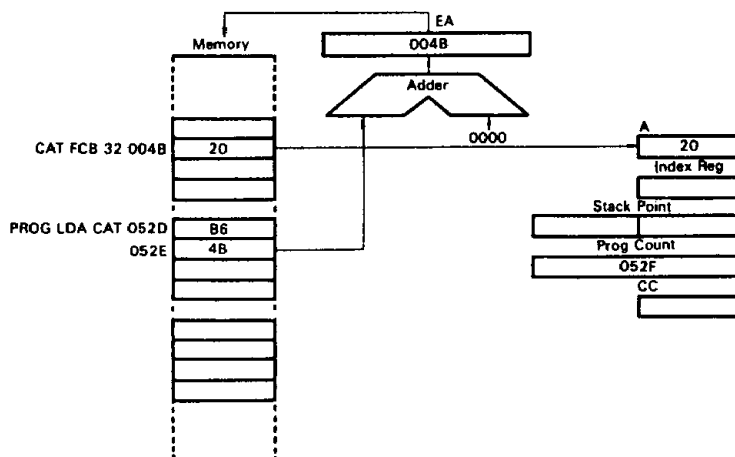 EA
Memory
004B
Adder
0000
A
CAT FCB 32 004B
20
20
Index Reg
Stack Point
PROG LDA CAT 052D
B6
Prog Count
052E
4B
052F
CC